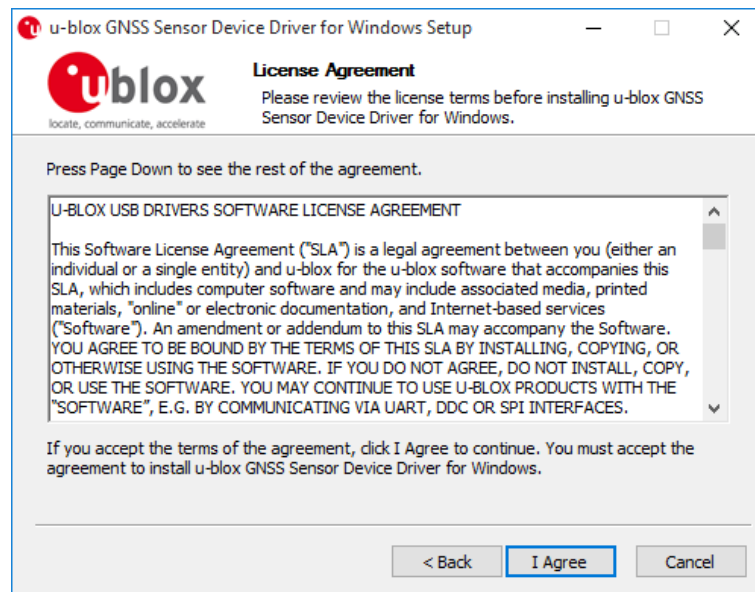 u-blox GNSS Sensor Device Driver for Windows Setup
ublox
locate, communicate, accelerate
License Agreement
Please review the license terms before installing u-blox GNSS
Sensor Device Driver for Windows.
Press Page Down to see the rest of the agreement.
U-BLOX USB DRIVERS SOFTWARE LICENSE AGREEMENT
This Software License Agreement ("SLA") is a legal agreement between you (either an
individual or a single entity) and u-blox for the u-blox software that accompanies this
SLA, which includes computer software and may include associated media, printed
materials, "online" or electronic documentation, and Internet-based services
("Software"). An amendment or addendum to this SLA may accompany the Software.
YOU AGREE TO BE BOUND BY THE TERMS OF THIS SLA BY INSTALLING, COPYING, OR
OTHERWISE USING THE SOFTWARE. IF YOU DO NOT AGREE, DO NOT INSTALL, COPY,
OR USE THE SOFTWARE. YOU MAY CONTINUE TO USE U-BLOX PRODUCTS WITH THE
“SOFTWARE”, E.G. BY COMMUNICATING VIA UART, DDC OR SPI INTERFACES.
If you accept the terms of the agreement, click I Agree to continue. You must accept the
agreement to install u-blox GNSS Sensor Device Driver for Windows.
< Back
I Agree
Cancel